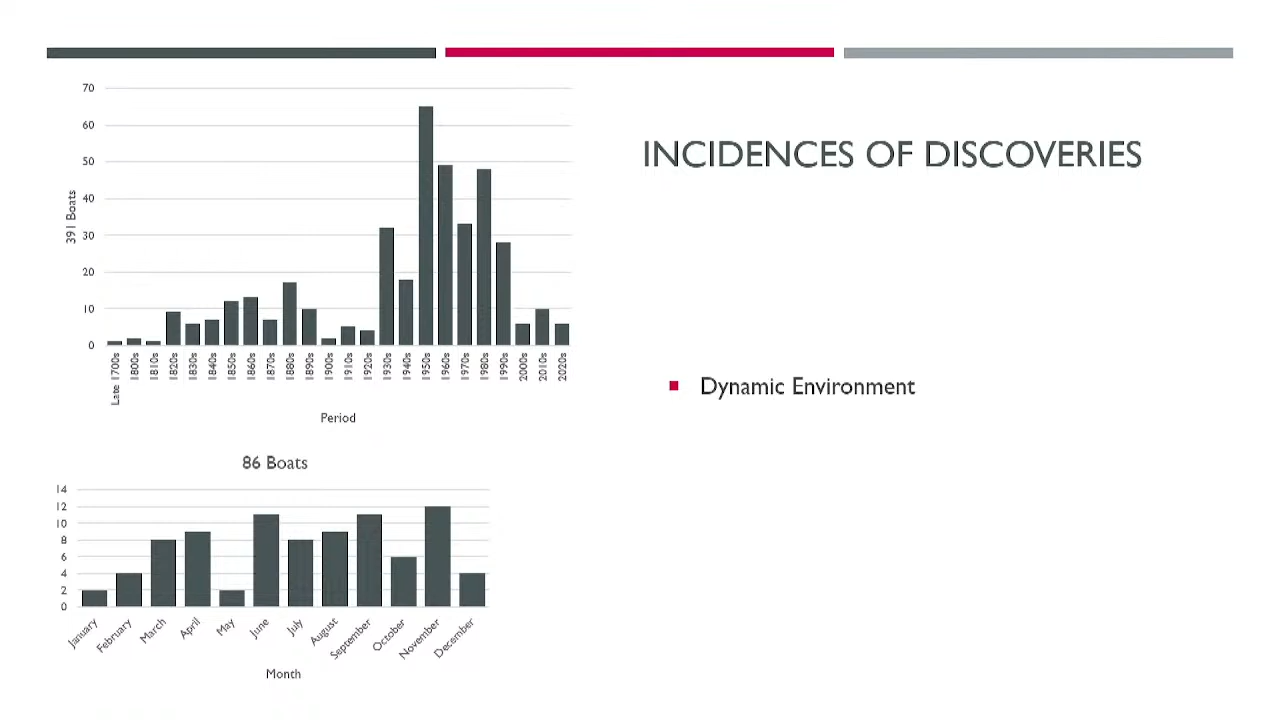 INCIDENCES OF DISCOVERIES
Dynamic Environment
391 Boats
70
60
50
40
30
20
10
0
Late 1700s
1800s
1810s
1820s
1830s
1840s
1850s
1860s
1870s
1880s
1890s
1900s
1910s
1920s
1930s
1940s
1950s
1960s
1970s
1980s
1990s
2000s
2010s
2020s
Period
86 Boats
14
12
10
8
6
4
2
0
January
February
March
April
May
June
July
August
September
October
November
December
Month